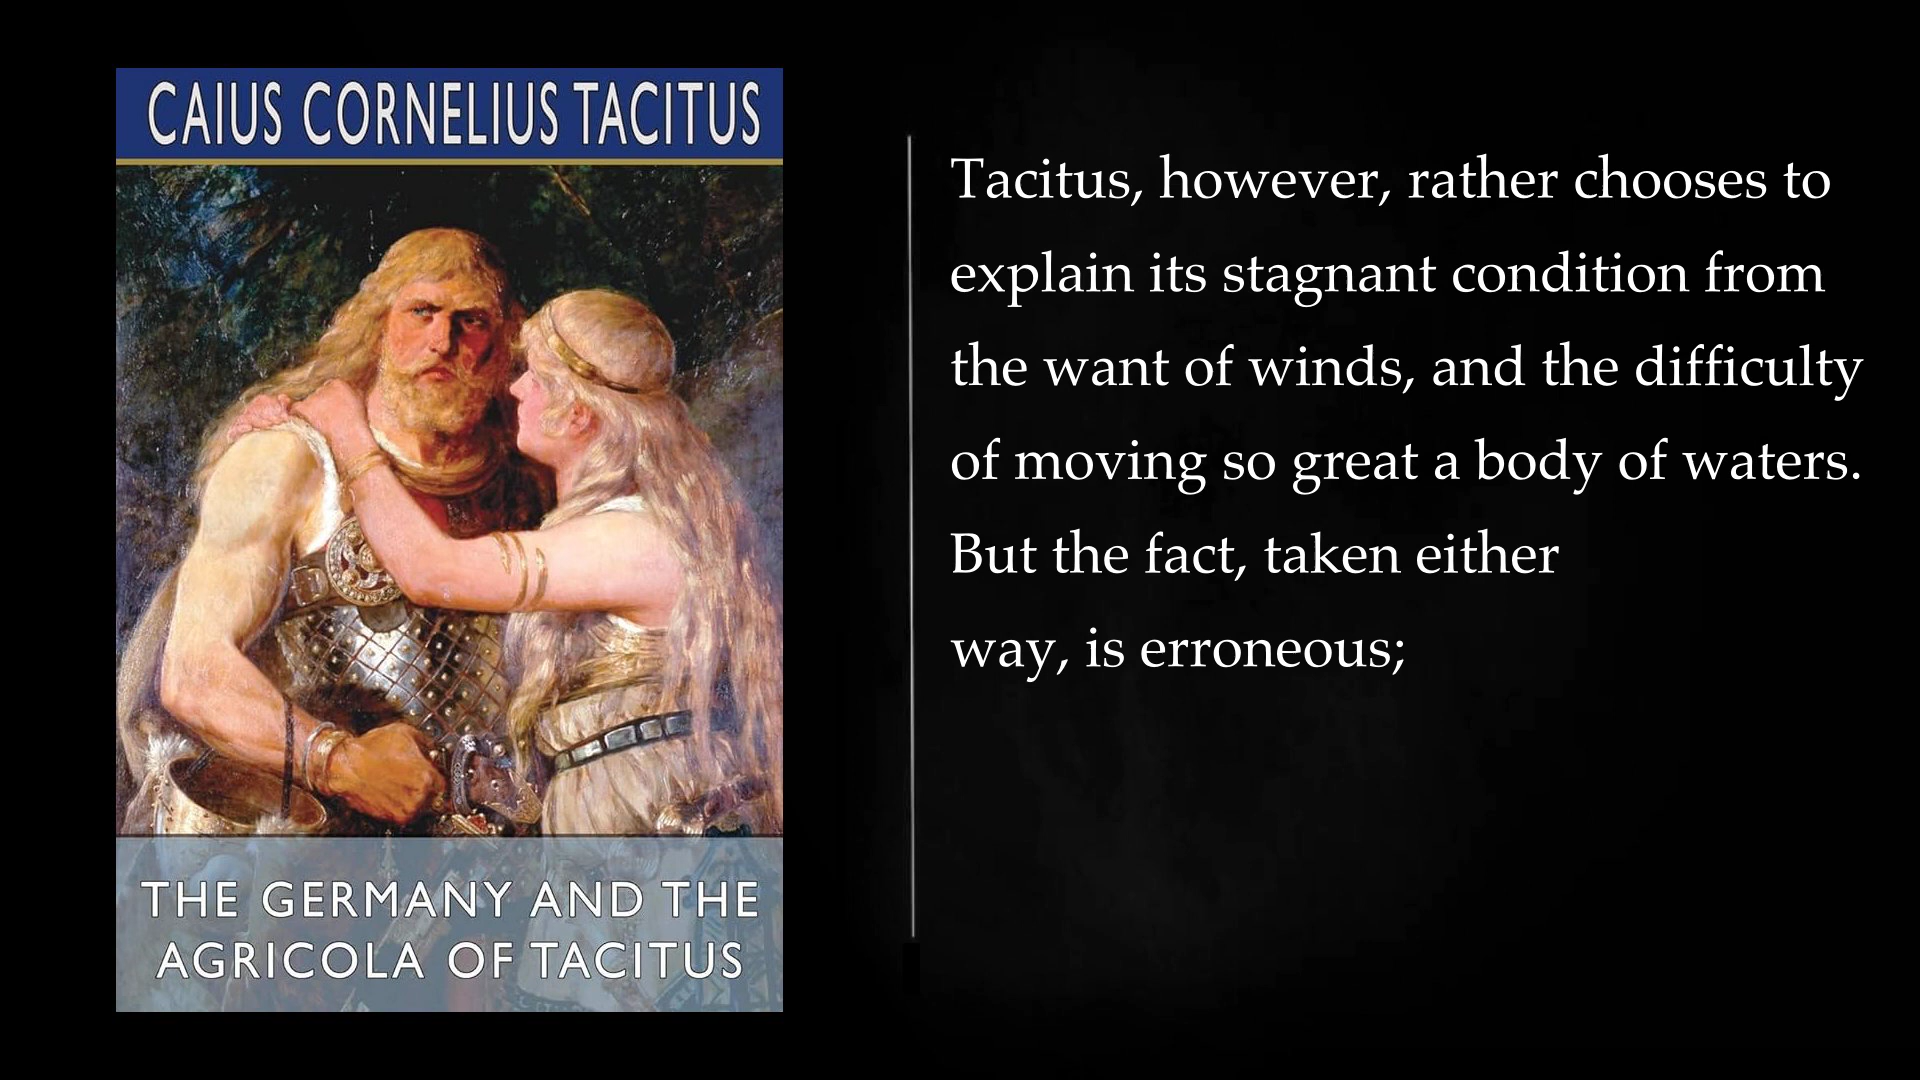 CAIUS CORNELIUS TACITUS
THE GERMANY AND THE
AGRICOLA OF TACITUS
Tacitus, however, rather chooses to
explain its stagnant condition from
the want of winds, and the difficulty
of moving so great a body of waters.
But the fact, taken either
way, is erroneous;